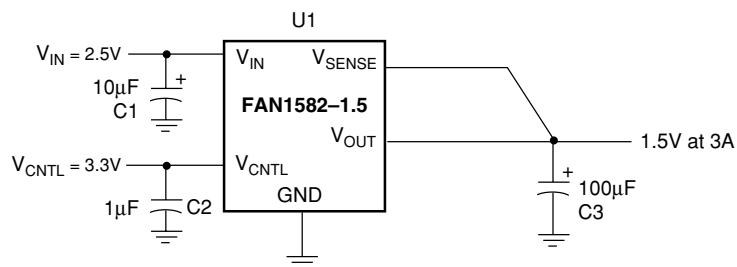 U1
V_IN = 2.5V
10µF
+
C1
V_IN
V_SENSE
FAN1582–1.5
V_OUT
V_CNTL
GND
V_CNTL = 3.3V
1µF
C2
1.5V at 3A
+
100µF
C3